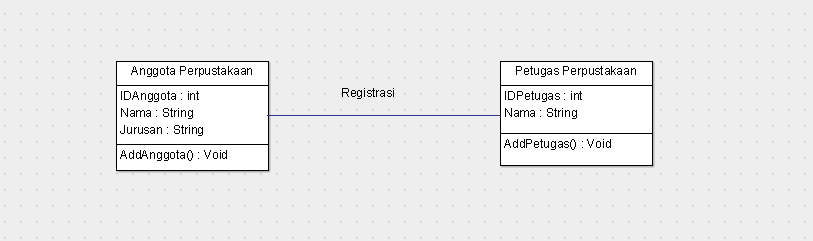 Anggota Perpustakaan
IDAnggota : int
Nama : String
Jurusan : String
AddAnggota() : Void
Registrasi
Petugas Perpustakaan
IDPetugas : int
Nama : String
AddPetugas() : Void